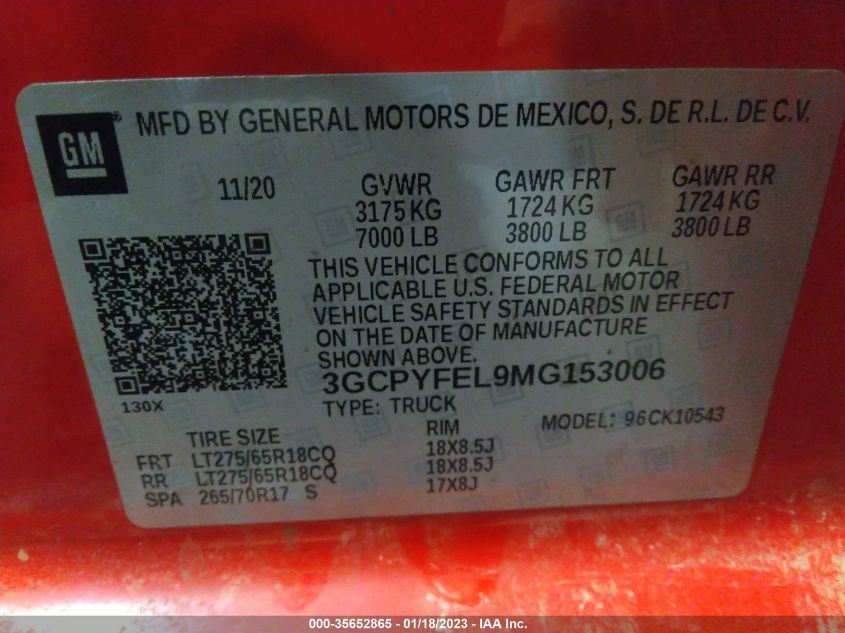 GM
MFD BY GENERAL MOTORS DE MEXICO, S. DE R.L. DE C.V.
11/20 GVWR GAWR FRT GAWR RR
3175 KG 1724 KG 1724 KG
7000 LB 3800 LB 3800 LB
THIS VEHICLE CONFORMS TO ALL
APPLICABLE U.S. FEDERAL MOTOR
VEHICLE SAFETY STANDARDS IN EFFECT
ON THE DATE OF MANUFACTURE
SHOWN ABOVE.
3GCPYFEL9MG153006
130X
TYPE: TRUCK MODEL: 96CK10543
TIRE SIZE RIM
FRT LT275/65R18CQ 18X8.5J
RR LT275/65R18CQ 18X8.5J
SPA 265/70R17 S 17X8J
000-35652865 - 01/18/2023 - IAA Inc.